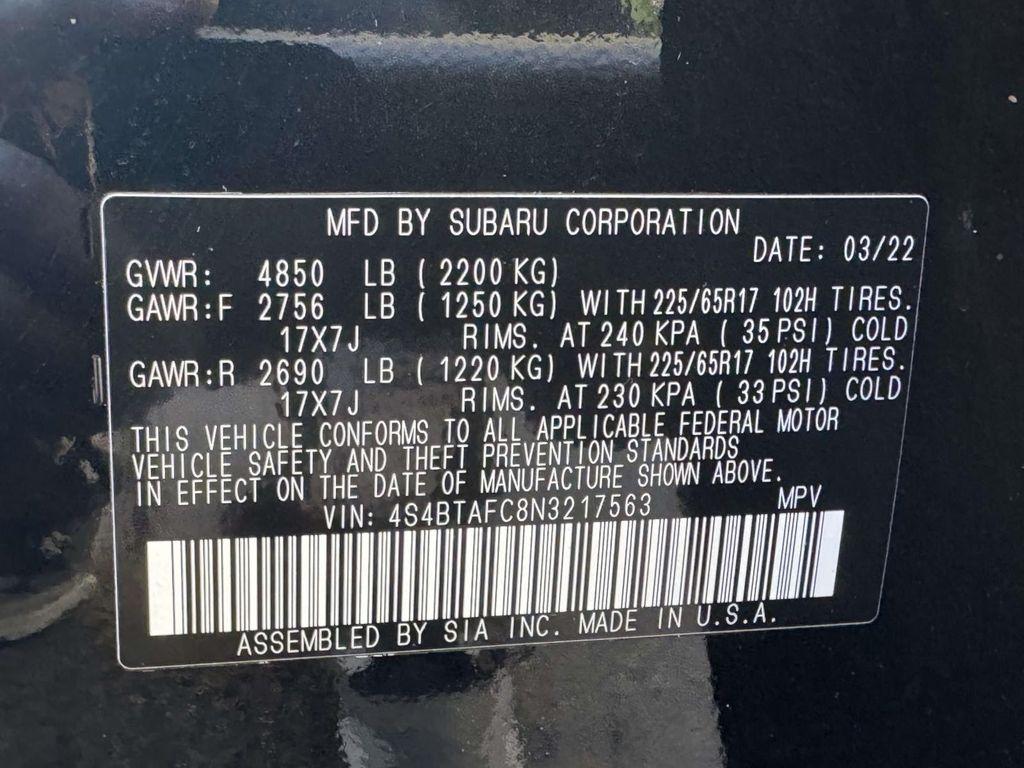 MFD BY SUBARU CORPORATION
DATE: 03/22
GVWR: 4850 LB ( 2200 KG)
GAWR:F 2756 LB ( 1250 KG) WITH 225/65R17 102H TIRES.
17X7J RIMS. AT 240 KPA ( 35 PSI) COLD
GAWR:R 2690 LB ( 1220 KG) WITH 225/65R17 102H TIRES.
17X7J RIMS. AT 230 KPA ( 33 PSI) COLD
THIS VEHICLE CONFORMS TO ALL APPLICABLE FEDERAL MOTOR
VEHICLE SAFETY AND THEFT PREVENTION STANDARDS
IN EFFECT ON THE DATE OF MANUFACTURE SHOWN ABOVE.
VIN: 4S4BTAFC8N3217563 MPV
ASSEMBLED BY SIA INC. MADE IN U.S.A.